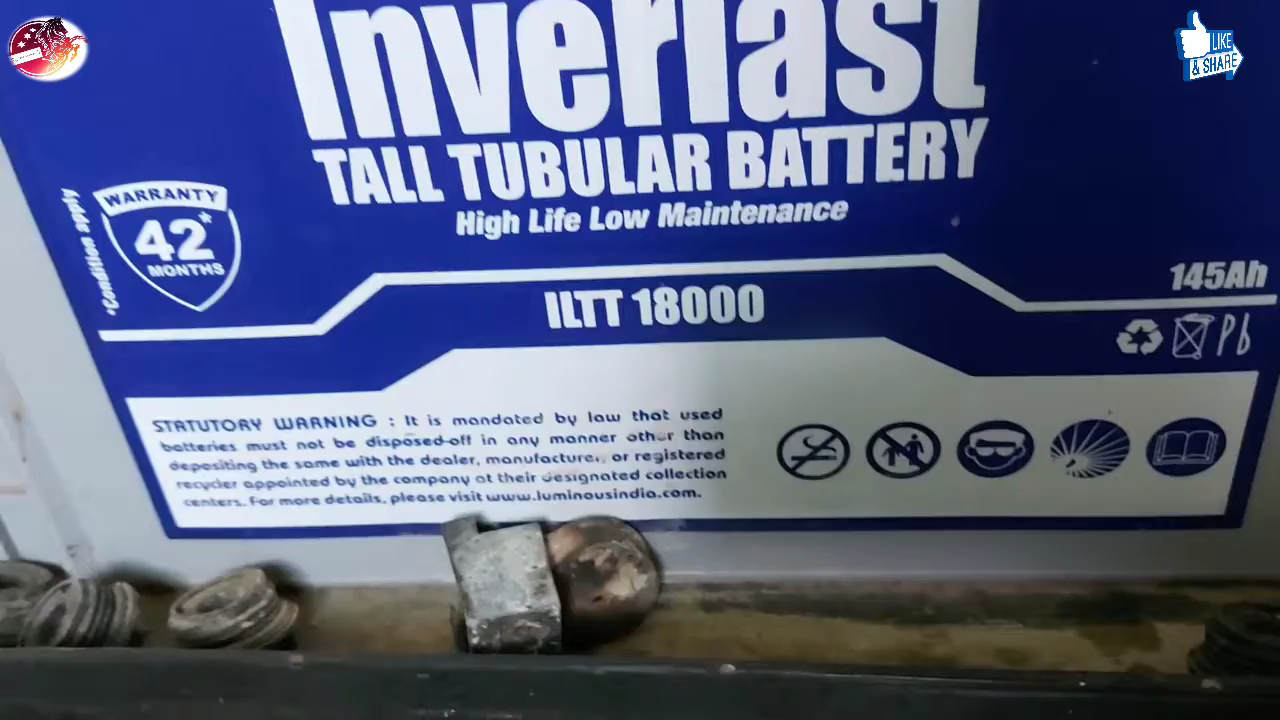 LIKE
& SHARE
Inverlast
TALL TUBULAR BATTERY
High Life Low Maintenance
WARRANTY
42*
MONTHS
*Condition apply
145Ah
ILTT 18000
Pb
STATUTORY WARNING : It is mandated by law that used
batteries must not be disposed-off in any manner other than
depositing the same with the dealer, manufacturer, or registered
recycler appointed by the company at their designated collection
centers. For more details, please visit www.luminousindia.com.